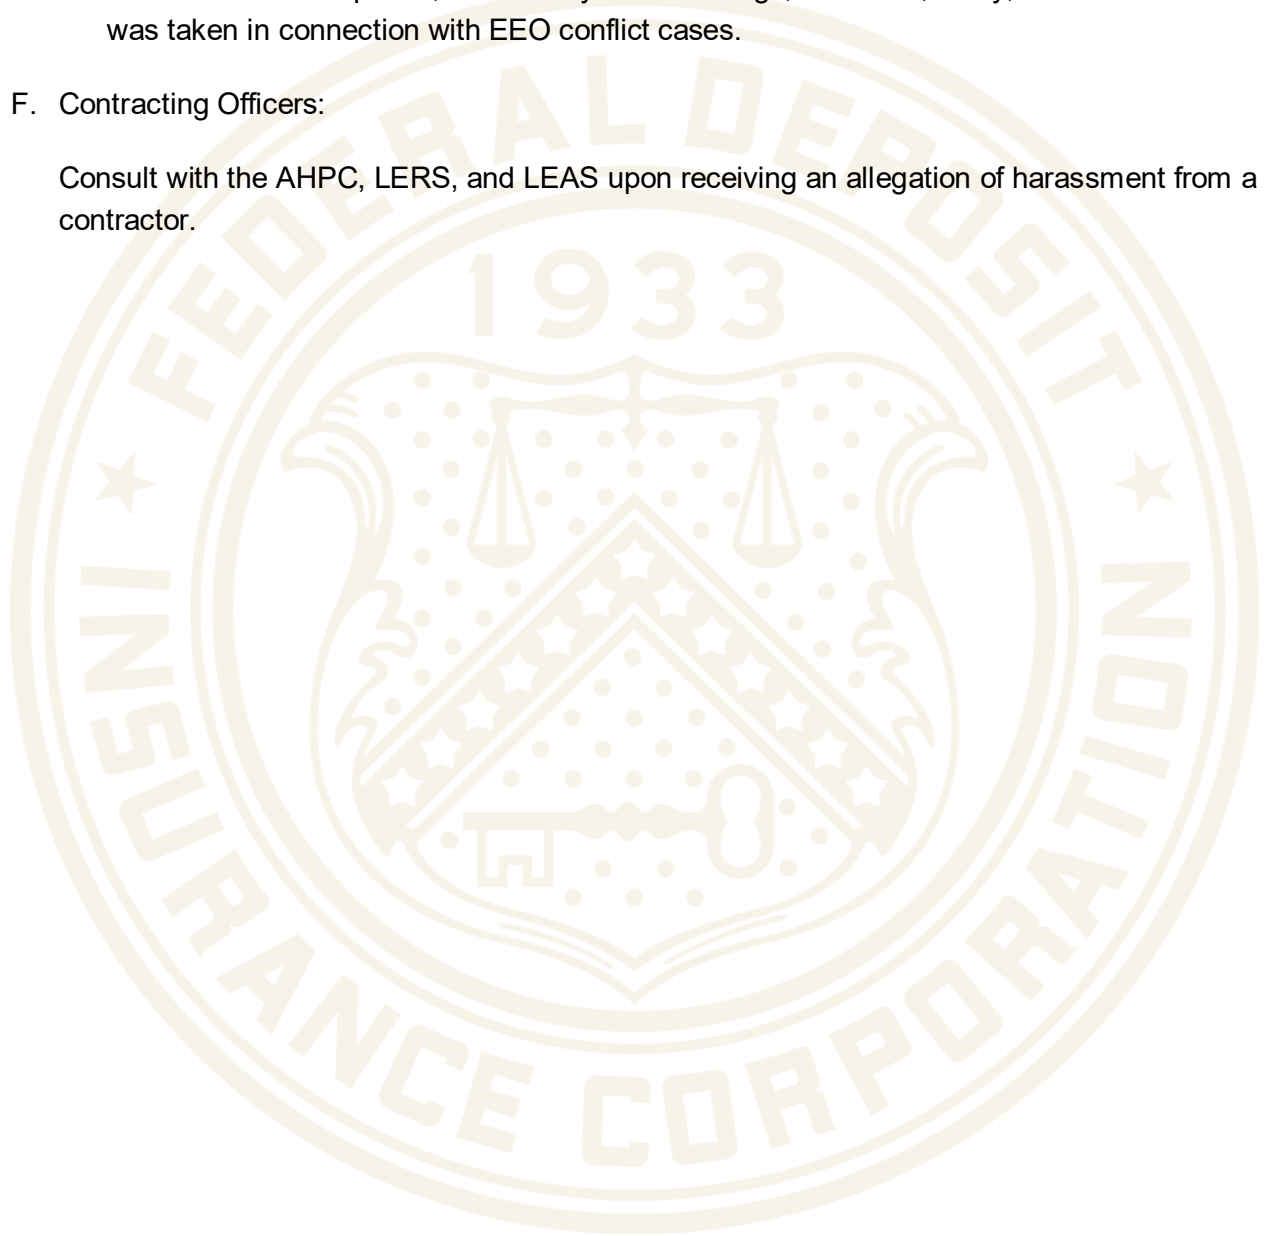 was taken in connection with EEO conflict cases.
F. Contracting Officers:
Consult with the AHPC, LERS, and LEAS upon receiving an allegation of harassment from a
contractor.
FEDERAL DEPOSIT
1933
INSURANCE CORPORATION